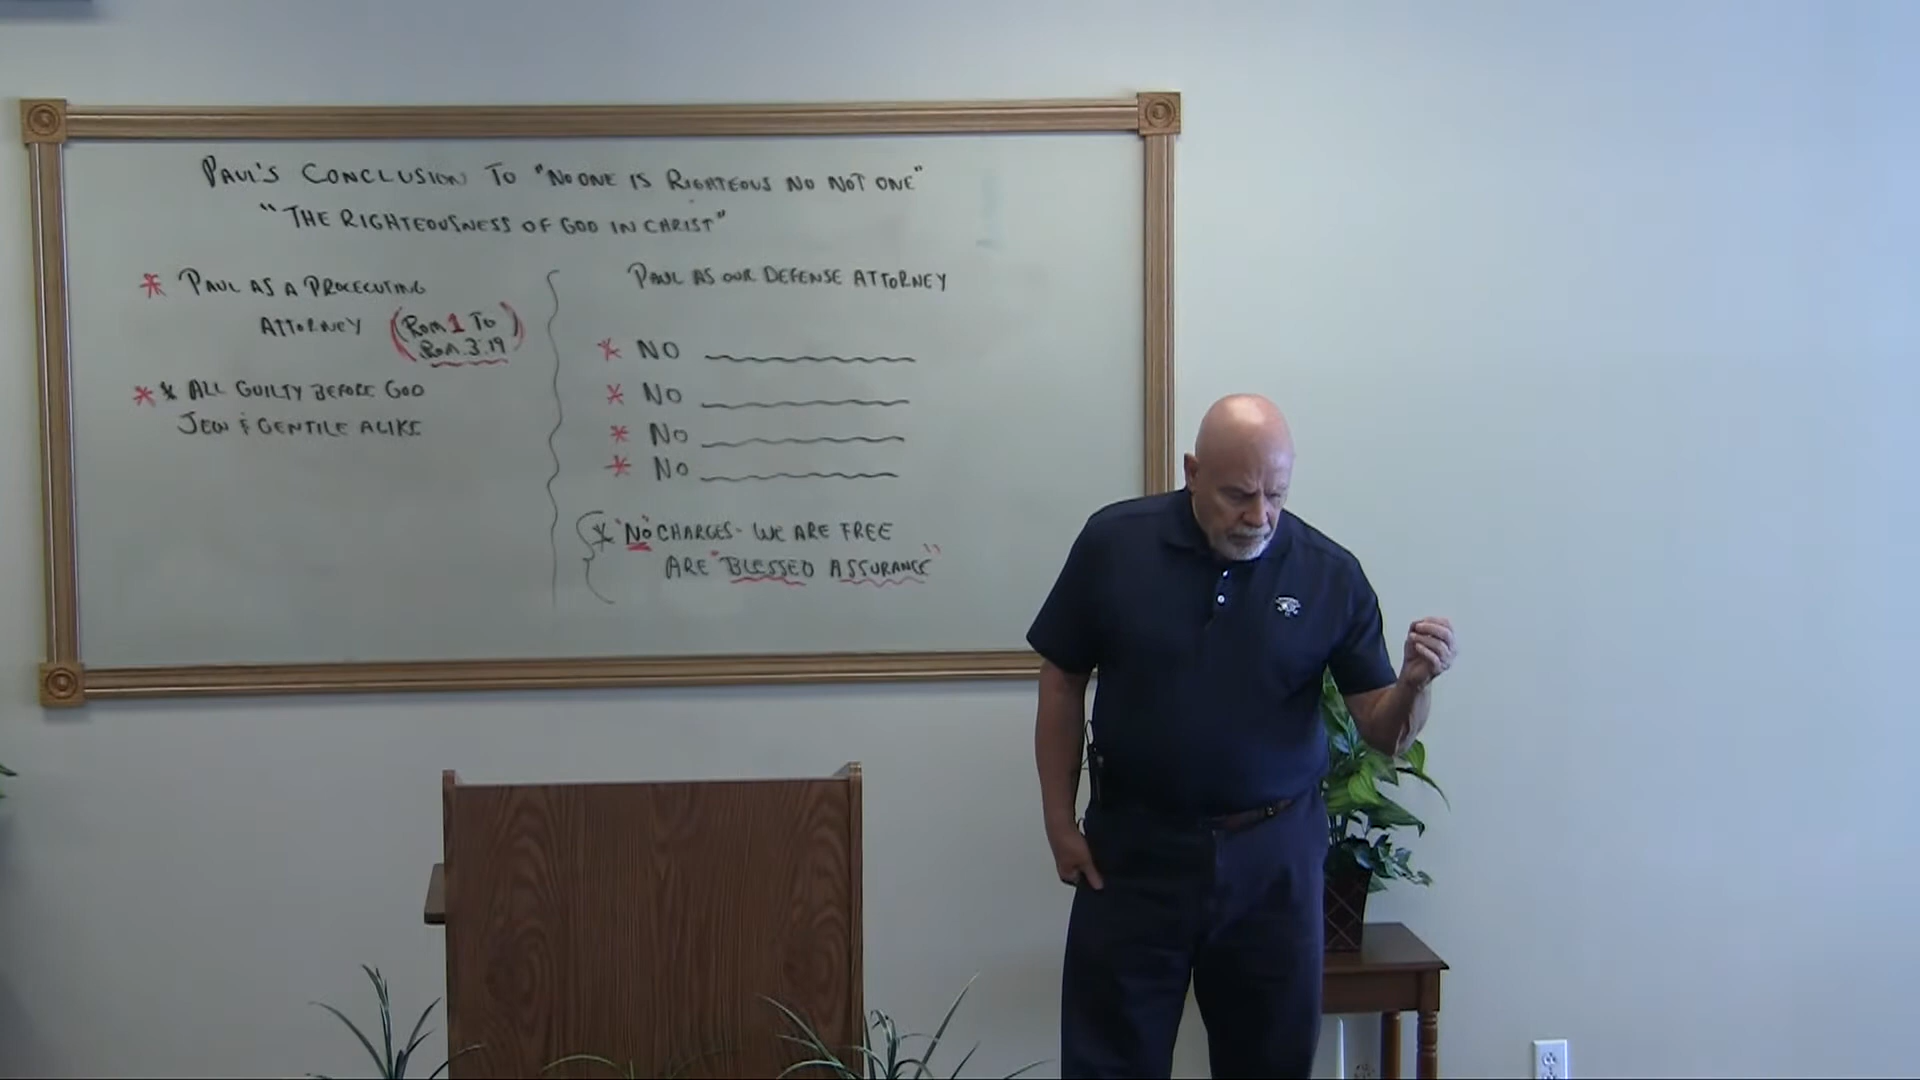 PAUL'S CONCLUSION TO "NO ONE IS RIGHTEOUS NO NOT ONE"
"THE RIGHTEOUSNESS OF GOD IN CHRIST"
* PAUL AS A PROCECUTING
ATTORNEY (Rom 1 To
Rom. 3.19)
* * ALL GUILTY BEFORE GOD
JEW & GENTILE ALIKE
PAUL AS OUR DEFENSE ATTORNEY
* NO
* NO
* NO
* NO
* "NO" CHARGES - WE ARE FREE
ARE "BLESSED ASSURANCE"